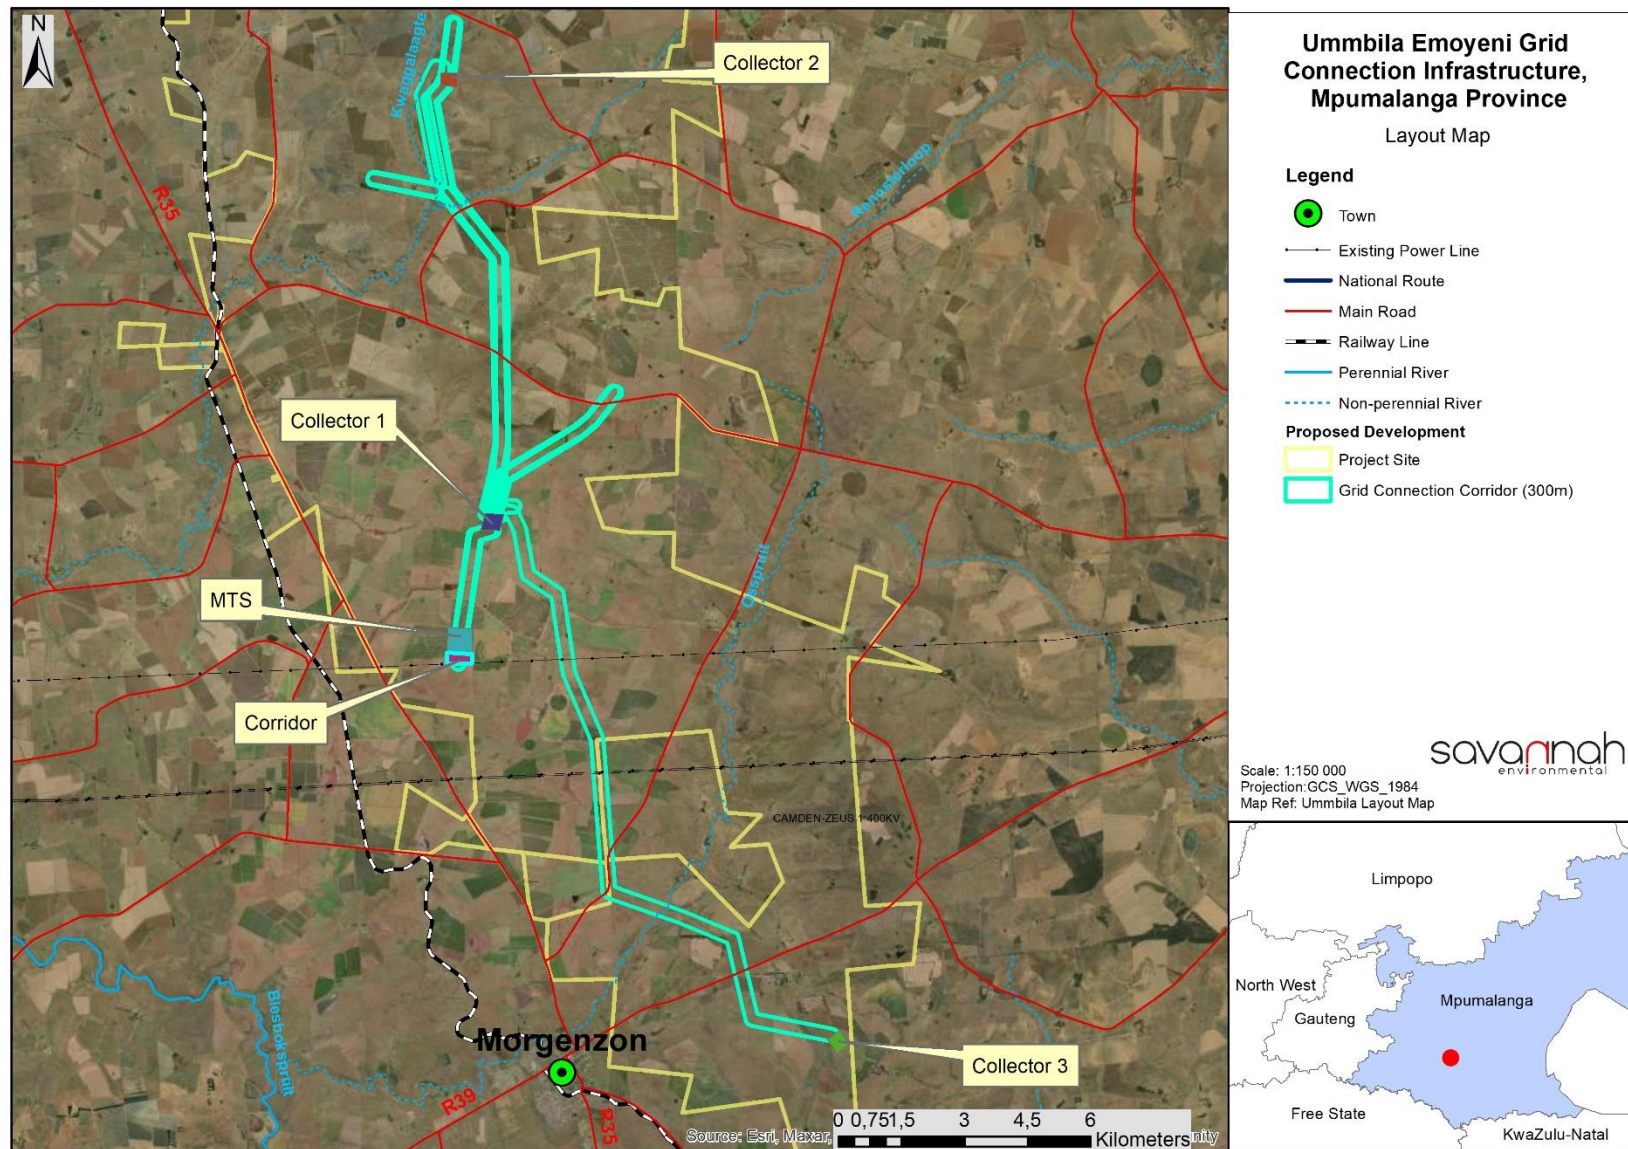 N
Kwaggalaagte
Collector 2
R35
Renosterloop
Collector 1
MTS
Osspruit
Corridor
CAMDEN-ZEUS 1 400KV
Blesbokspruit
Morgenzon
Collector 3
R39
R35
0 0,75 1,5 3 4,5 6
Kilometers
Source: Esri, Maxar,
nity
Ummbila Emoyeni Grid
Connection Infrastructure,
Mpumalanga Province
Layout Map
Legend
Town
Existing Power Line
National Route
Main Road
Railway Line
Perennial River
Non-perennial River
Proposed Development
Project Site
Grid Connection Corridor (300m)
savannah
environmental
Scale: 1:150 000
Projection:GCS_WGS_1984
Map Ref: Ummbila Layout Map
Limpopo
North West
Mpumalanga
Gauteng
Free State
KwaZulu-Natal